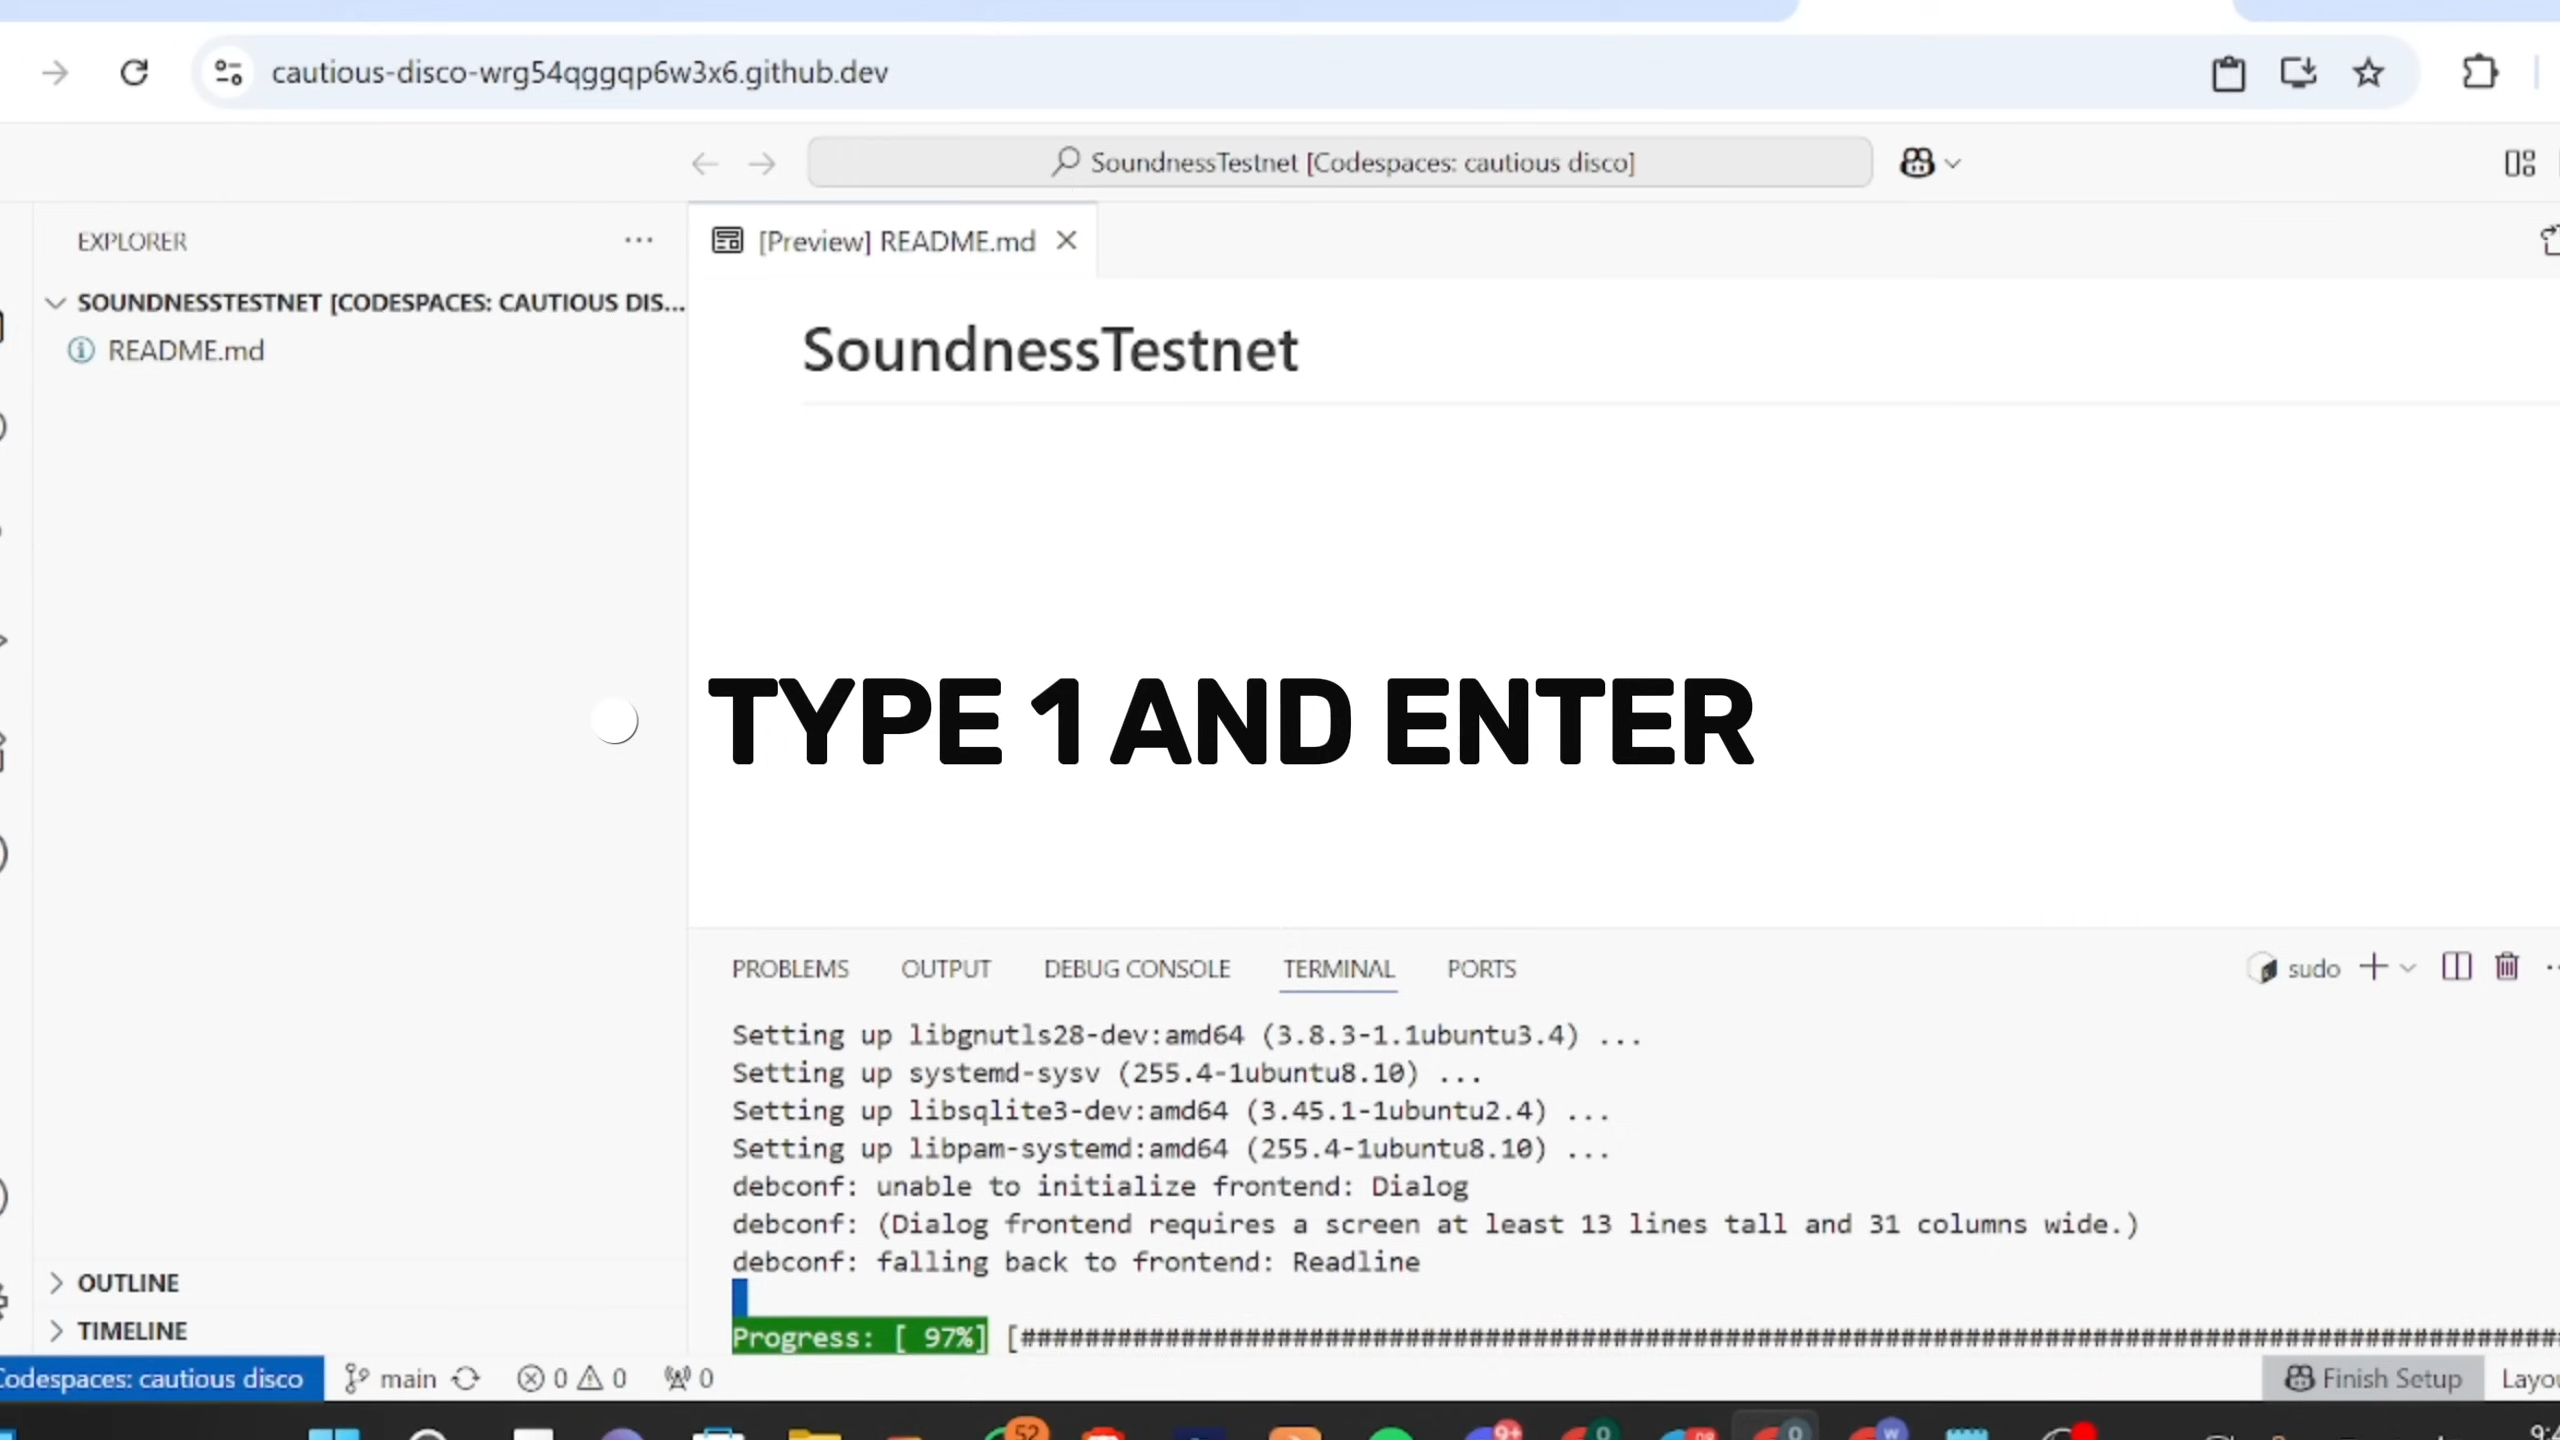 cautious-disco-wrg54qggqp6w3x6.github.dev
SoundnessTestnet [Codespaces: cautious disco]
EXPLORER
[Preview] README.md
SOUNDNESSTESTNET [CODESPACES: CAUTIOUS DIS...
README.md
SoundnessTestnet
TYPE 1 AND ENTER
PROBLEMS OUTPUT DEBUG CONSOLE TERMINAL PORTS
sudo
Setting up libgnutls28-dev:amd64 (3.8.3-1.1ubuntu3.4) ...
Setting up systemd-sysv (255.4-1ubuntu8.10) ...
Setting up libsqlite3-dev:amd64 (3.45.1-1ubuntu2.4) ...
Setting up libpam-systemd:amd64 (255.4-1ubuntu8.10) ...
debconf: unable to initialize frontend: Dialog
debconf: (Dialog frontend requires a screen at least 13 lines tall and 31 columns wide.)
debconf: falling back to frontend: Readline
OUTLINE
TIMELINE
Progress: [ 97%] [################################################################################################
Codespaces: cautious disco main 0 0 0 Finish Setup Layou
52 9+